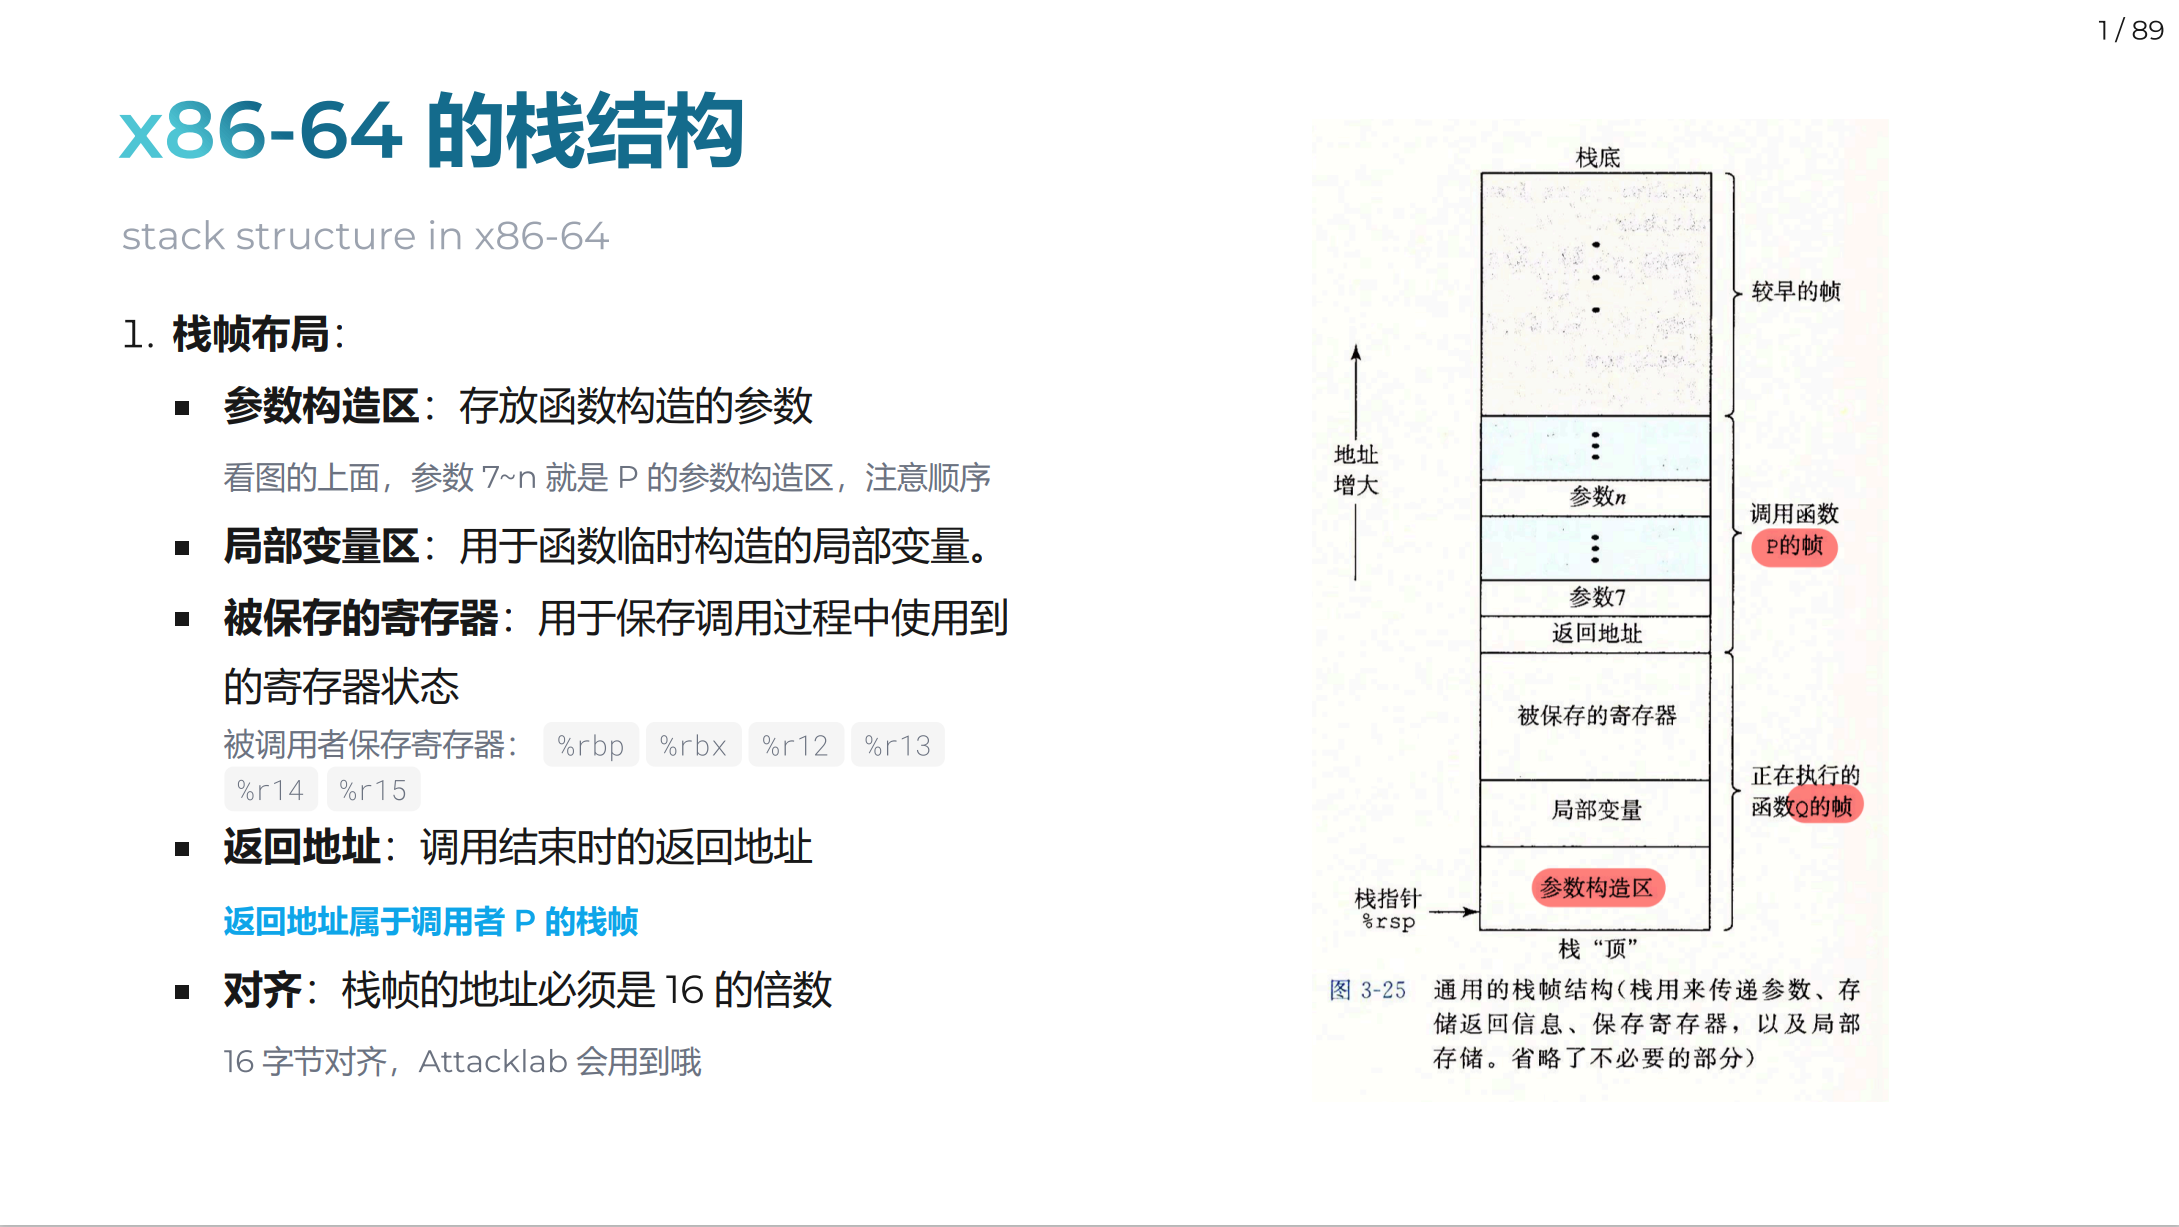 1 / 89
x86-64 的栈结构
stack structure in x86-64
1. 栈帧布局：
▪ 参数构造区：存放函数构造的参数
看图的上面，参数 7~n 就是 P 的参数构造区，注意顺序
▪ 局部变量区：用于函数临时构造的局部变量。
▪ 被保存的寄存器：用于保存调用过程中使用到
的寄存器状态
被调用者保存寄存器： %rbp %rbx %r12 %r13
%r14 %r15
▪ 返回地址：调用结束时的返回地址
返回地址属于调用者 P 的栈帧
▪ 对齐：栈帧的地址必须是 16 的倍数
16 字节对齐，Attacklab 会用到哦
栈底
较早的帧
地址
增大
参数n
调用函数
P的帧
参数7
返回地址
被保存的寄存器
正在执行的
函数Q的帧
局部变量
参数构造区
栈指针
%rsp
栈“顶”
图 3-25 通用的栈帧结构(栈用来传递参数、存
储返回信息、保存寄存器，以及局部
存储。省略了不必要的部分)